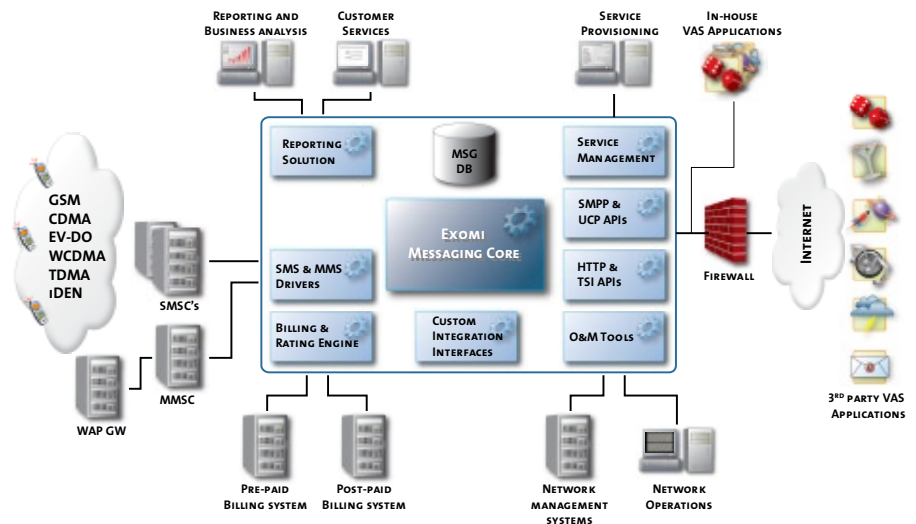 Reporting and
Business analysis
Customer
Services
Service
Provisioning
In-house
VAS Applications
Reporting
Solution
MSG
DB
Service
Management
GSM
CDMA
EV-DO
WCDMA
TDMA
iDEN
SMPP &
UCP APIs
Exomi
Messaging Core
Internet
Firewall
SMS & MMS
Drivers
HTTP &
TSI APIs
SMSC's
Billing &
Rating Engine
Custom
Integration
Interfaces
O&M Tools
MMSC
WAP GW
3rd party VAS
Applications
Pre-paid
Billing system
Post-paid
Billing system
Network
management
systems
Network
Operations